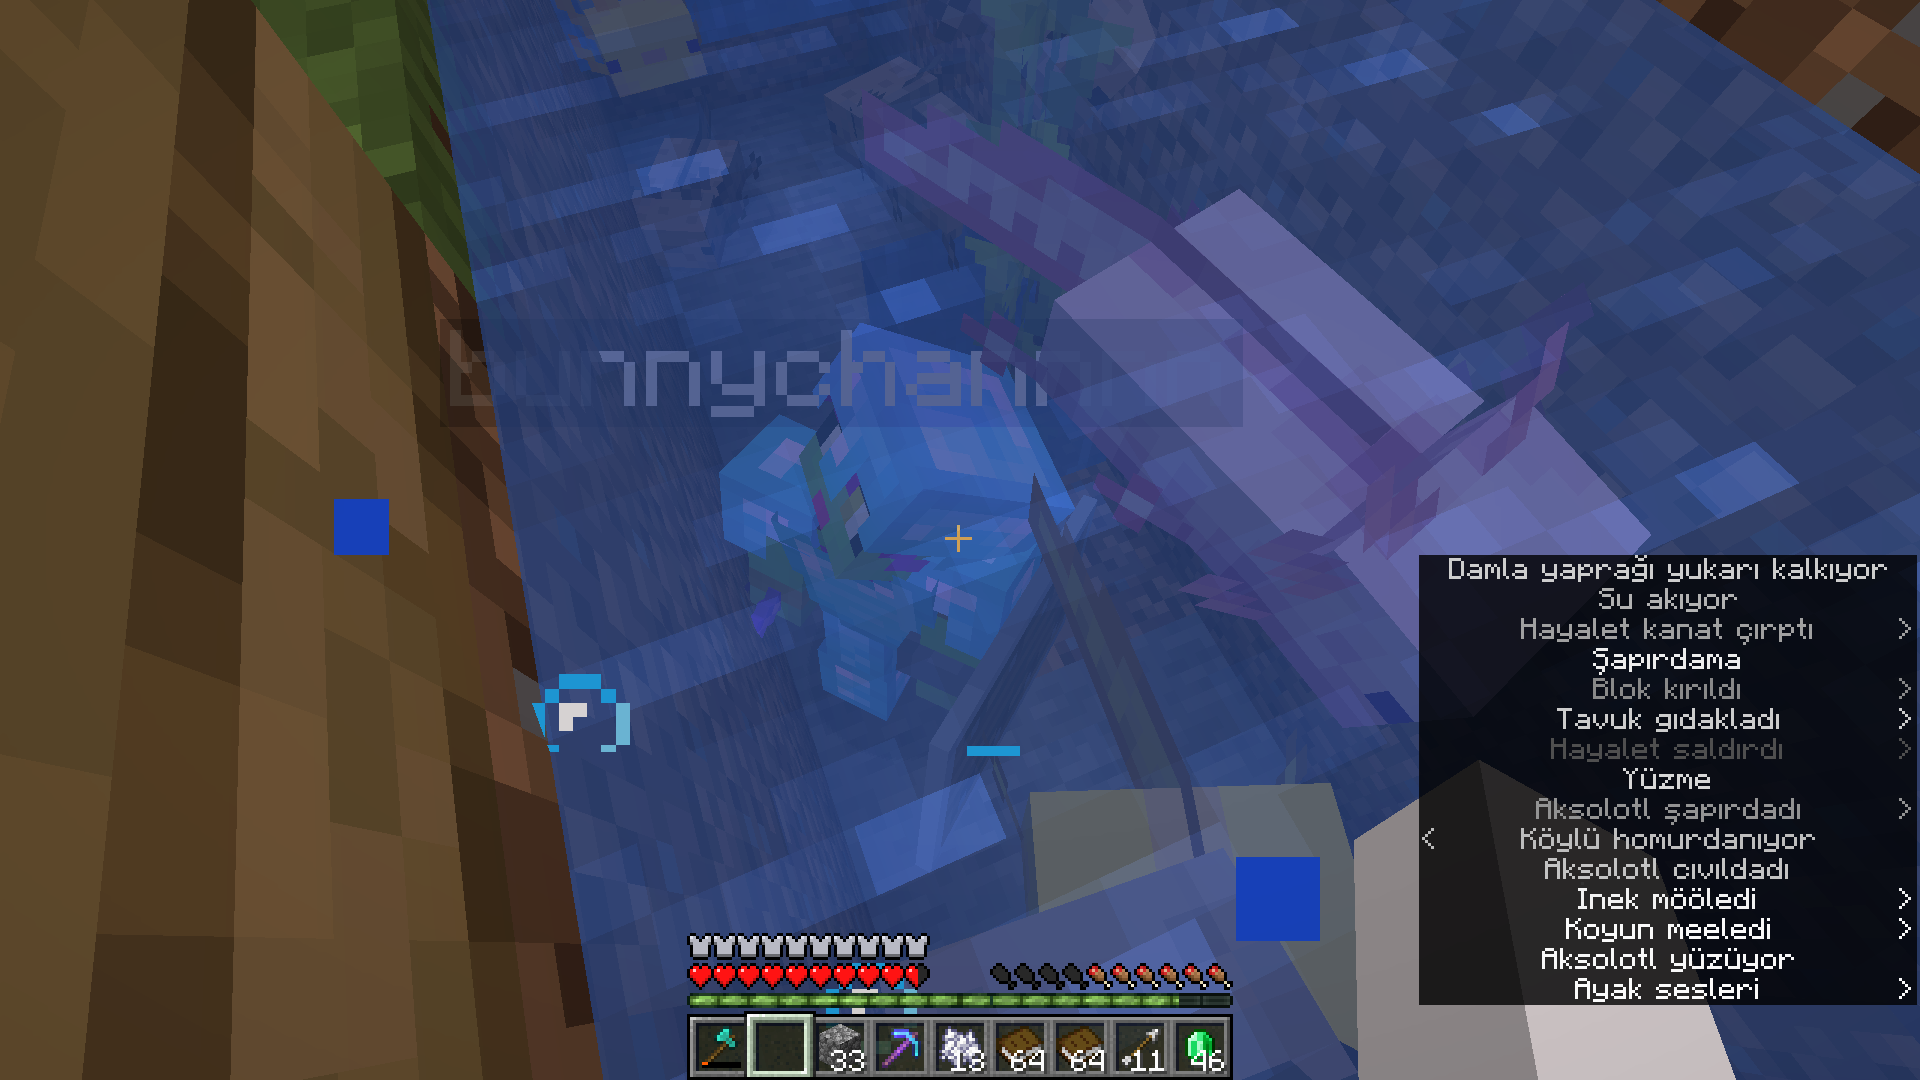 bunnychanmiin
Damla yaprağı yukarı kalkıyor
Su akıyor
Hayalet kanat çırptı >
Şapırdama
Blok kırıldı >
Tavuk gıdakladı >
Hayalet saldırdı >
Yüzme
Aksolotl şapırdadı >
< Köylü homurdanıyor
Aksolotl cıvıldadı
İnek mööledi >
Koyun meeledi >
Aksolotl yüzüyor
Ayak sesleri >
33 18 64 64 11 46